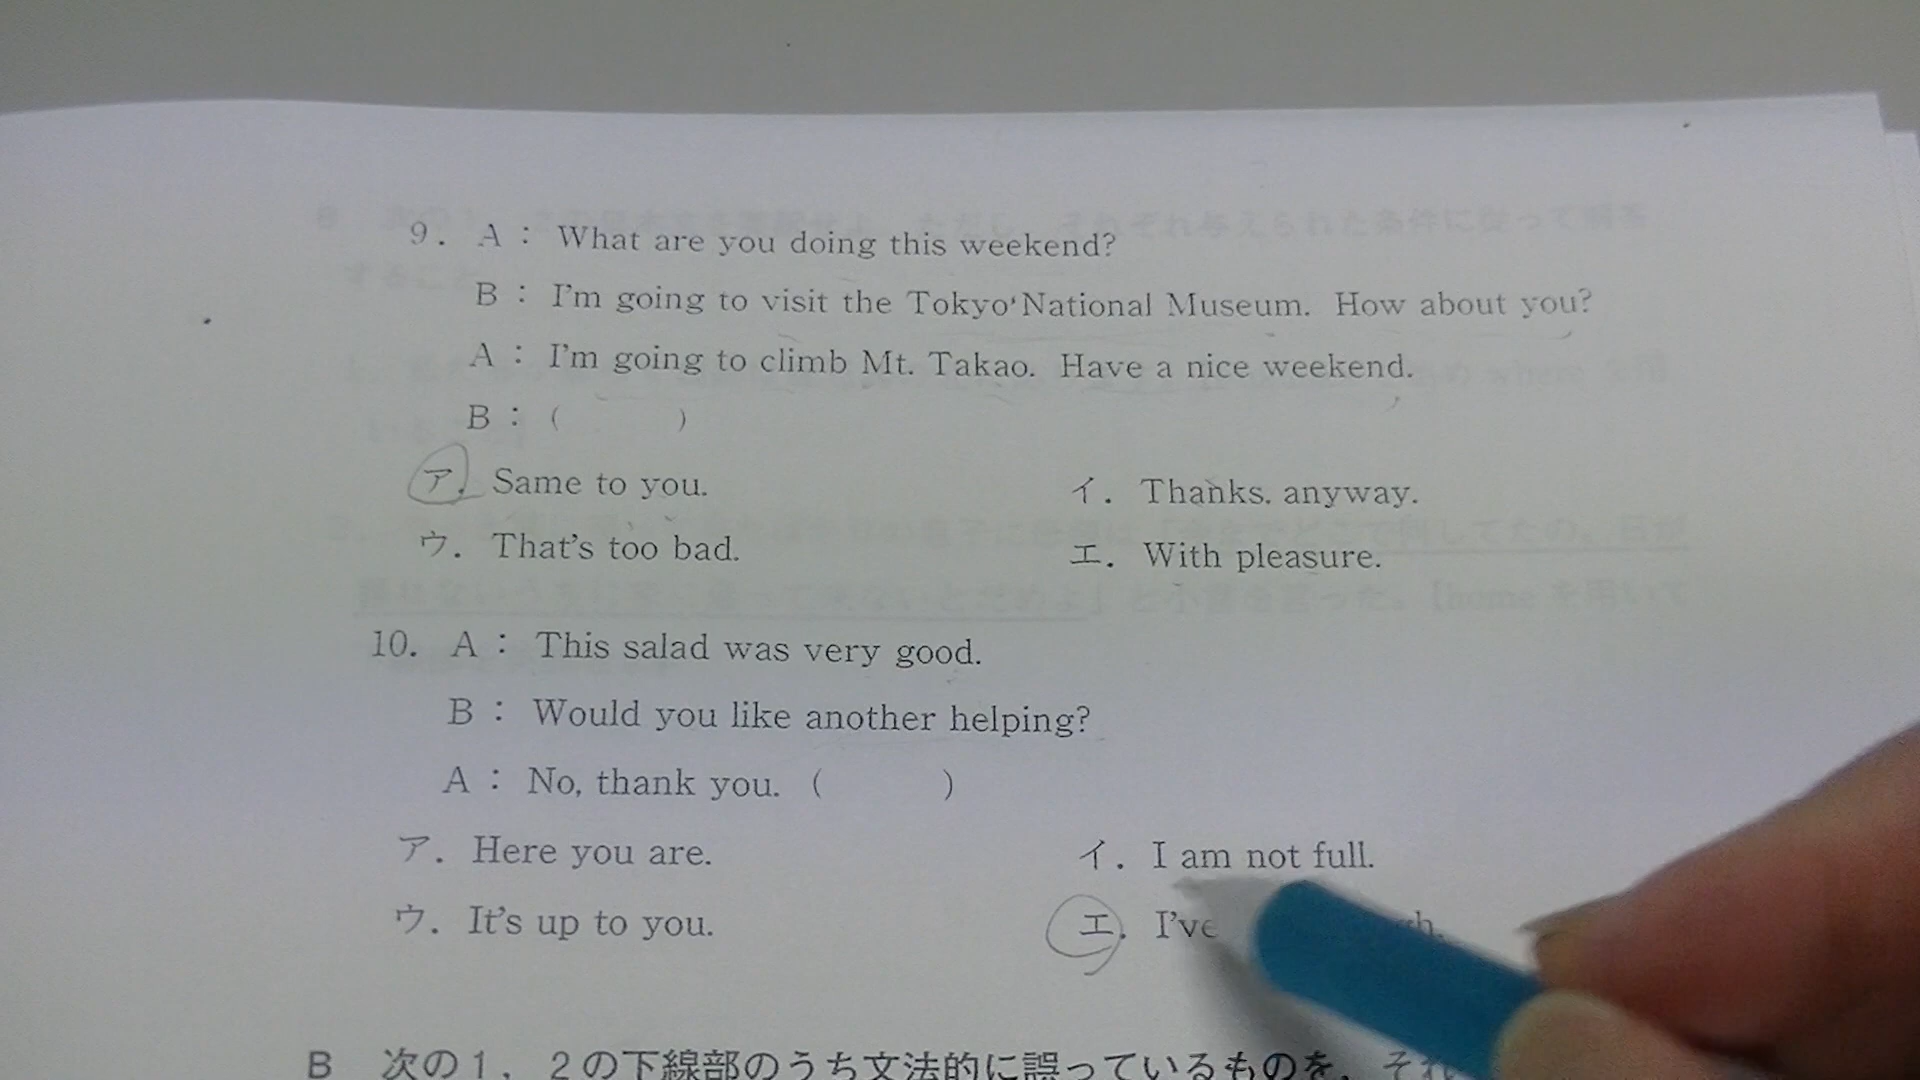 9. A： What are you doing this weekend?
B： I'm going to visit the Tokyo National Museum. How about you?
A： I'm going to climb Mt. Takao. Have a nice weekend.
B：（ ）
ア. Same to you. イ. Thanks. anyway.
ウ. That's too bad. エ. With pleasure.
10. A： This salad was very good.
B： Would you like another helping?
A： No, thank you.（ ）
ア. Here you are. イ. I am not full.
ウ. It's up to you. エ. I've
B 次の1，2の下線部のうち文法的に誤っているものを，